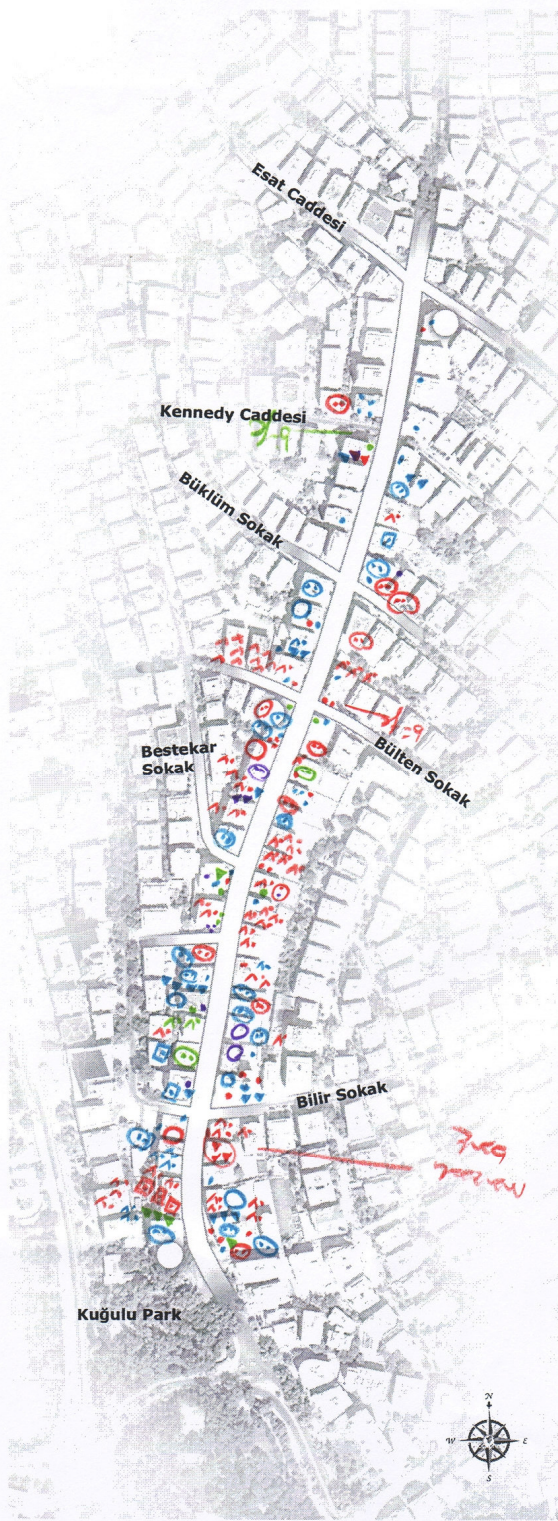 Esat Caddesi
Kennedy Caddesi
Büklüm Sokak
Bestekar
Sokak
Bülten Sokak
Bilir Sokak
Kuğulu Park
N
W
E
S